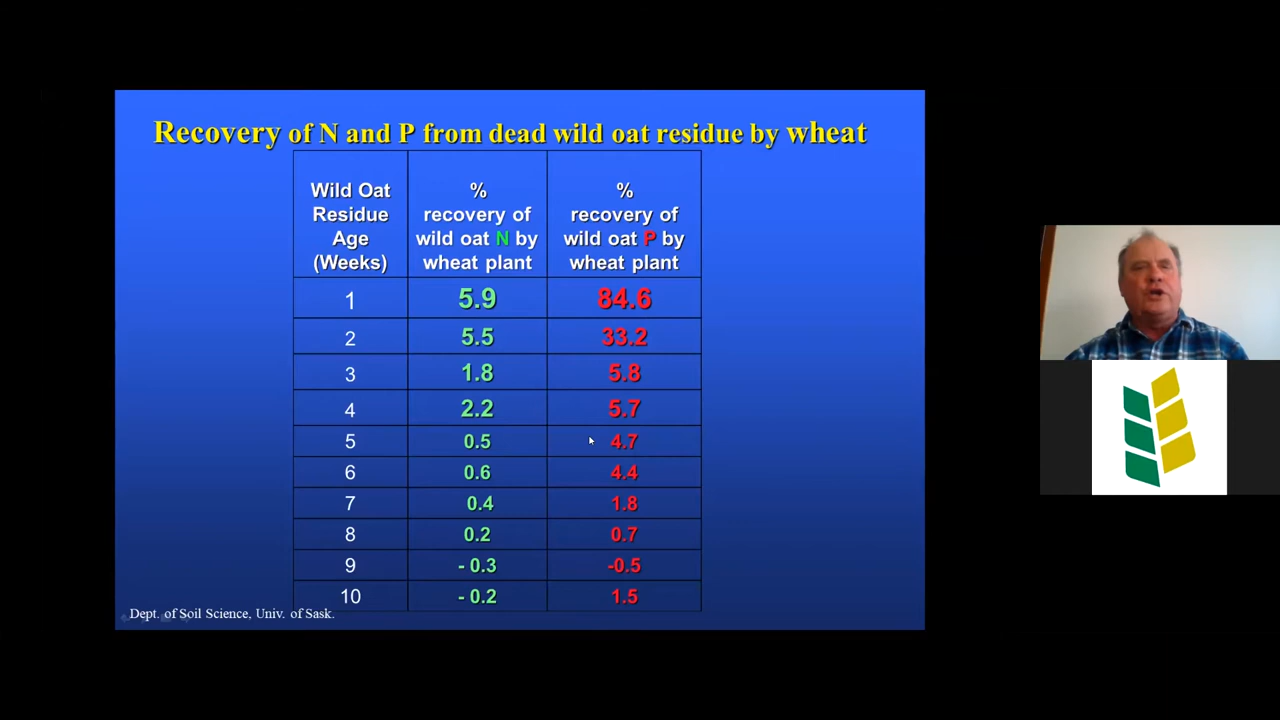 Recovery of N and P from dead wild oat residue by wheat
Wild Oat Residue Age (Weeks) % recovery of wild oat N by wheat plant % recovery of wild oat P by wheat plant
1 5.9 84.6
2 5.5 33.2
3 1.8 5.8
4 2.2 5.7
5 0.5 4.7
6 0.6 4.4
7 0.4 1.8
8 0.2 0.7
9 - 0.3 -0.5
10 - 0.2 1.5
Dept. of Soil Science, Univ. of Sask.